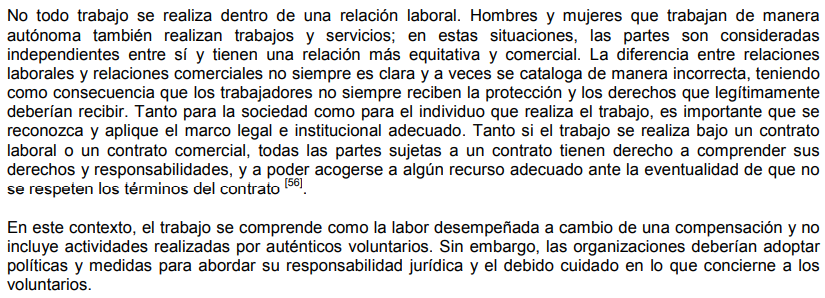 No todo trabajo se realiza dentro de una relación laboral. Hombres y mujeres que trabajan de manera
autónoma también realizan trabajos y servicios; en estas situaciones, las partes son consideradas
independientes entre sí y tienen una relación más equitativa y comercial. La diferencia entre relaciones
laborales y relaciones comerciales no siempre es clara y a veces se cataloga de manera incorrecta, teniendo
como consecuencia que los trabajadores no siempre reciben la protección y los derechos que legítimamente
deberían recibir. Tanto para la sociedad como para el individuo que realiza el trabajo, es importante que se
reconozca y aplique el marco legal e institucional adecuado. Tanto si el trabajo se realiza bajo un contrato
laboral o un contrato comercial, todas las partes sujetas a un contrato tienen derecho a comprender sus
derechos y responsabilidades, y a poder acogerse a algún recurso adecuado ante la eventualidad de que no
se respeten los términos del contrato [56].
En este contexto, el trabajo se comprende como la labor desempeñada a cambio de una compensación y no
incluye actividades realizadas por auténticos voluntarios. Sin embargo, las organizaciones deberían adoptar
políticas y medidas para abordar su responsabilidad jurídica y el debido cuidado en lo que concierne a los
voluntarios.